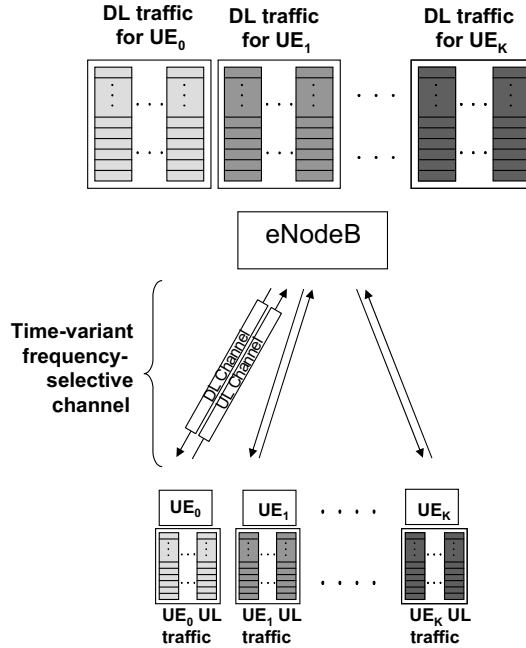 DL traffic for UE0
DL traffic for UE1
DL traffic for UEK
eNodeB
Time-variant
frequency-
selective
channel
DL Channel
UL Channel
UE0
UE1
UEK
UE0 UL
traffic
UE1 UL
traffic
UEK UL
traffic